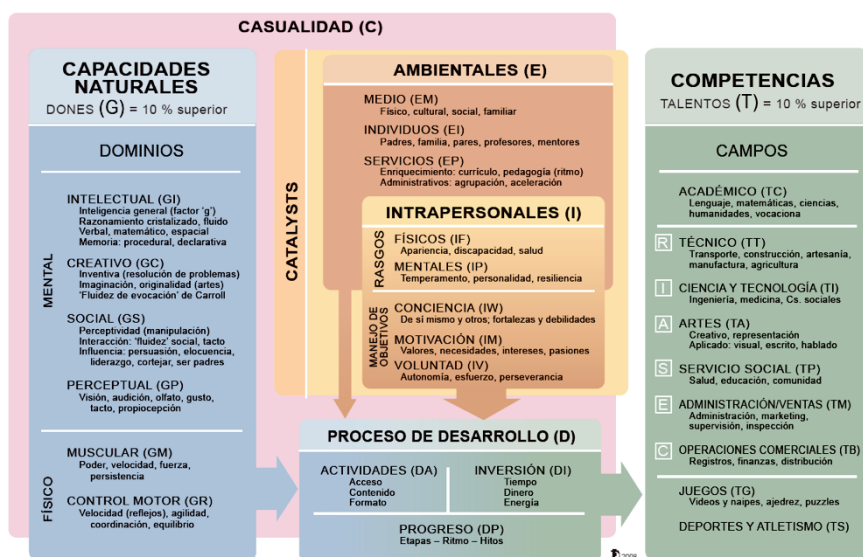 CASUALIDAD (C)
CAPACIDADES
NATURALES
DONES (G) = 10 % superior
DOMINIOS
MENTAL
INTELECTUAL (GI)
Inteligencia general (factor ‘g’)
Razonamiento cristalizado, fluido
Verbal, matemático, espacial
Memoria: procedural, declarativa
CREATIVO (GC)
Inventiva (resolución de problemas)
Imaginación, originalidad (artes)
‘Fluidez de evocación’ de Carroll
SOCIAL (GS)
Perceptividad (manipulación)
Interacción: ‘fluidez’ social, tacto
Influencia: persuasión, elocuencia,
liderazgo, cortejar, ser padres
PERCEPTUAL (GP)
Visión, audición, olfato, gusto,
tacto, propiocepción
FÍSICO
MUSCULAR (GM)
Poder, velocidad, fuerza,
persistencia
CONTROL MOTOR (GR)
Velocidad (reflejos), agilidad,
coordinación, equilibrio
CATALYSTS
AMBIENTALES (E)
MEDIO (EM)
Físico, cultural, social, familiar
INDIVIDUOS (EI)
Padres, familia, pares, profesores, mentores
SERVICIOS (EP)
Enriquecimiento: currículo, pedagogía (ritmo)
Administrativos: agrupación, aceleración
INTRAPERSONALES (I)
RASGOS
FÍSICOS (IF)
Apariencia, discapacidad, salud
MENTALES (IP)
Temperamento, personalidad, resiliencia
MANEJO DE
OBJETIVOS
CONCIENCIA (IW)
De sí mismo y otros; fortalezas y debilidades
MOTIVACIÓN (IM)
Valores, necesidades, intereses, pasiones
VOLUNTAD (IV)
Autonomía, esfuerzo, perseverancia
PROCESO DE DESARROLLO (D)
ACTIVIDADES (DA)
Acceso
Contenido
Formato
INVERSIÓN (DI)
Tiempo
Dinero
Energía
PROGRESO (DP)
Etapas – Ritmo – Hitos
COMPETENCIAS
TALENTOS (T) = 10 % superior
CAMPOS
ACADÉMICO (TC)
Lenguaje, matemáticas, ciencias,
humanidades, vocaciona
R TÉCNICO (TT)
Transporte, construcción, artesanía,
manufactura, agricultura
I CIENCIA Y TECNOLOGÍA (TI)
Ingeniería, medicina, Cs. sociales
A ARTES (TA)
Creativo, representación
Aplicado: visual, escrito, hablado
S SERVICIO SOCIAL (TP)
Salud, educación, comunidad
E ADMINISTRACIÓN/VENTAS (TM)
Administración, marketing,
supervisión, inspección
C OPERACIONES COMERCIALES (TB)
Registros, finanzas, distribución
JUEGOS (TG)
Videos y naipes, ajedrez, puzzles
DEPORTES Y ATLETISMO (TS)
2008